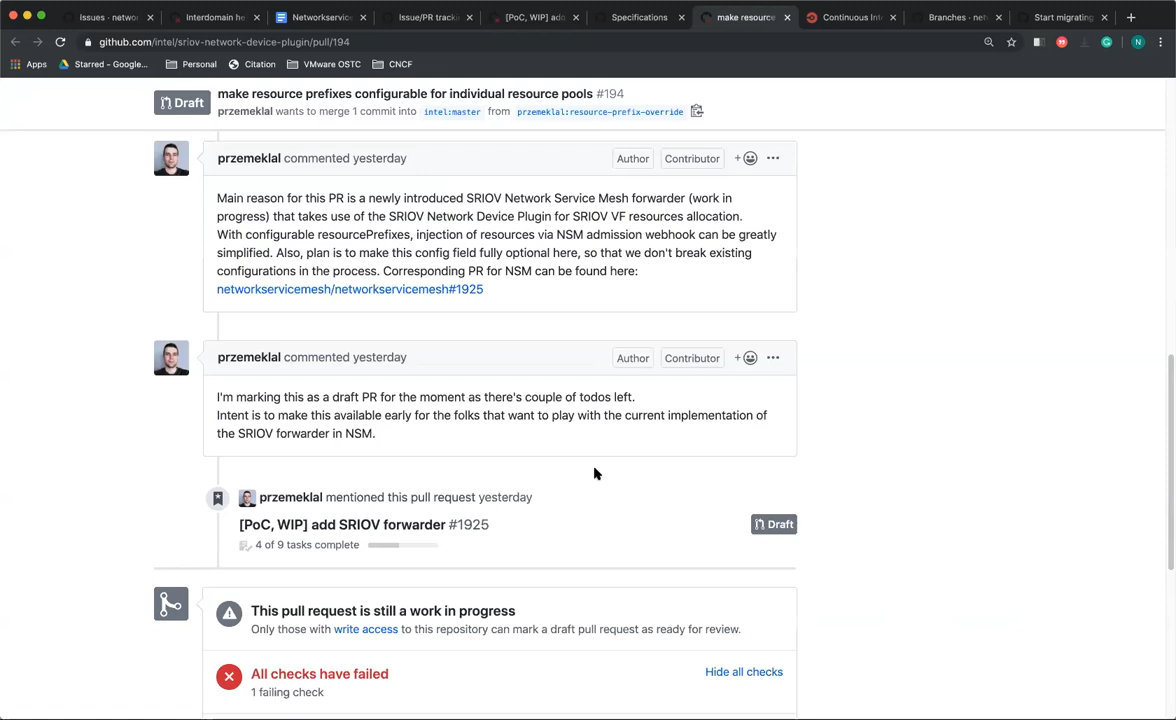 Issues · netwo
Interdomain he
Networkservice
Issue/PR tracki
[PoC, WIP] add
Specifications
make resource
Continuous Inte
Branches · netw
Start migrating
github.com/intel/sriov-network-device-plugin/pull/194
N
Apps
Starred – Google...
Personal
Citation
VMware OSTC
CNCF
Draft
make resource prefixes configurable for individual resource pools #194
przemeklal wants to merge 1 commit into intel:master from przemeklal:resource-prefix-override
przemeklal commented yesterday
Author
Contributor
Main reason for this PR is a newly introduced SRIOV Network Service Mesh forwarder (work in
progress) that takes use of the SRIOV Network Device Plugin for SRIOV VF resources allocation.
With configurable resourcePrefixes, injection of resources via NSM admission webhook can be greatly
simplified. Also, plan is to make this config field fully optional here, so that we don't break existing
configurations in the process. Corresponding PR for NSM can be found here:
networkservicemesh/networkservicemesh#1925
przemeklal commented yesterday
Author
Contributor
I'm marking this as a draft PR for the moment as there's couple of todos left.
Intent is to make this available early for the folks that want to play with the current implementation of
the SRIOV forwarder in NSM.
przemeklal mentioned this pull request yesterday
[PoC, WIP] add SRIOV forwarder #1925
Draft
4 of 9 tasks complete
This pull request is still a work in progress
Only those with write access to this repository can mark a draft pull request as ready for review.
All checks have failed
Hide all checks
1 failing check